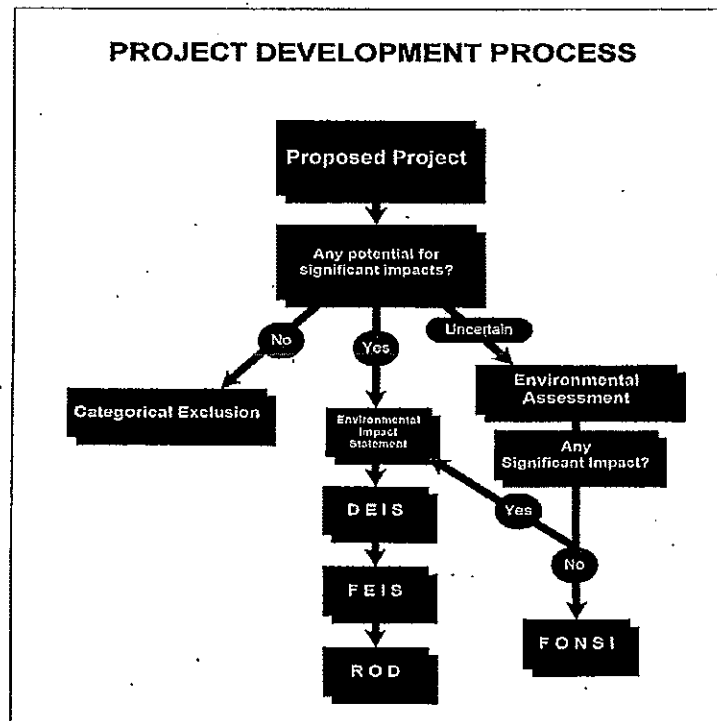 PROJECT DEVELOPMENT PROCESS
Proposed Project
Any potential for
significant impacts?
No
Yes
Uncertain
Categorical Exclusion
Environmental
Impact
Statement
Environmental
Assessment
Any
Significant Impact?
DEIS
Yes
FEIS
No
ROD
FONSI